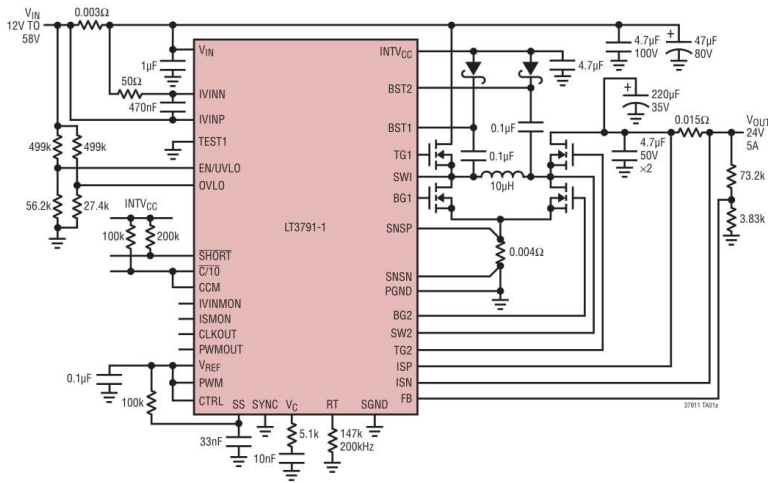 VIN
12V TO
58V
0.003Ω
1µF
50Ω
470nF
499k
499k
56.2k
27.4k
INTVCC
100k
200k
0.1µF
100k
33nF
5.1k
10nF
147k
200kHz
VIN
IVINN
IVINP
TEST1
EN/UVLO
OVLO
SHORT
C/10
CCM
IVINMON
ISMON
CLKOUT
PWMOUT
VREF
PWM
CTRL
SS
SYNC
VC
RT
SGND
LT3791-1
INTVCC
BST2
BST1
TG1
SWI
BG1
SNSP
SNSN
PGND
BG2
SW2
TG2
ISP
ISN
FB
4.7µF
0.1µF
0.1µF
10µH
0.004Ω
4.7µF
100V
+
47µF
80V
+
220µF
35V
0.015Ω
4.7µF
50V
×2
VOUT
24V
5A
73.2k
3.83k
37911 TA01a